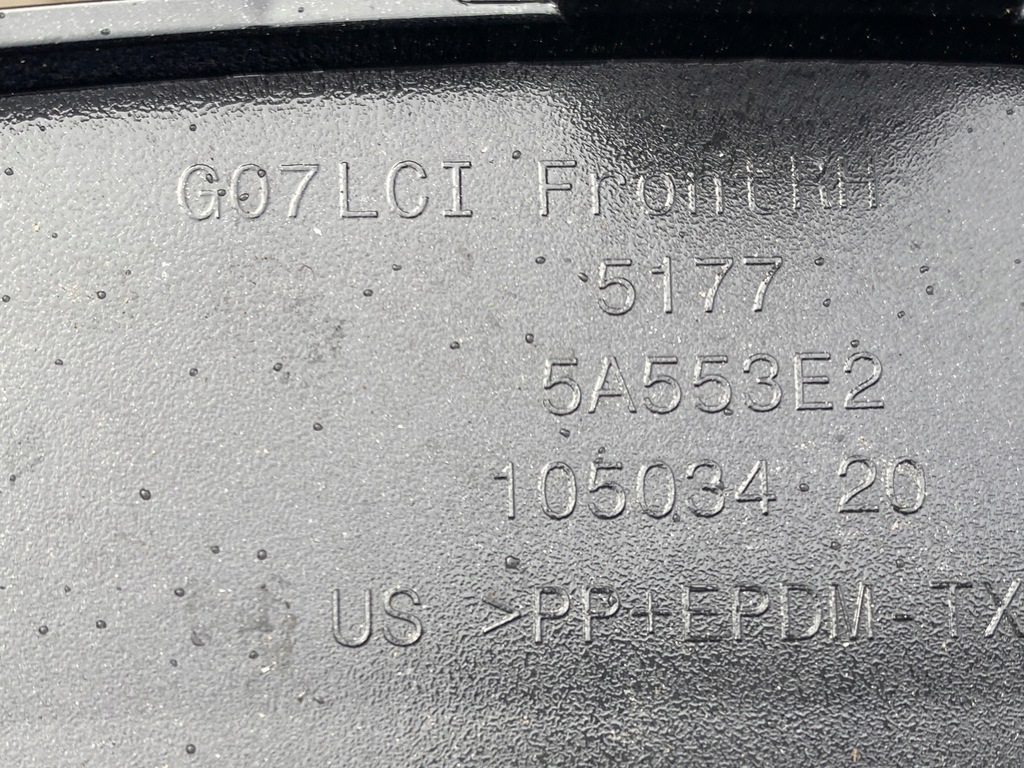 G07LCI FrontRH
5177
5A553E2
105034 20
US >PP+EPDM-TX